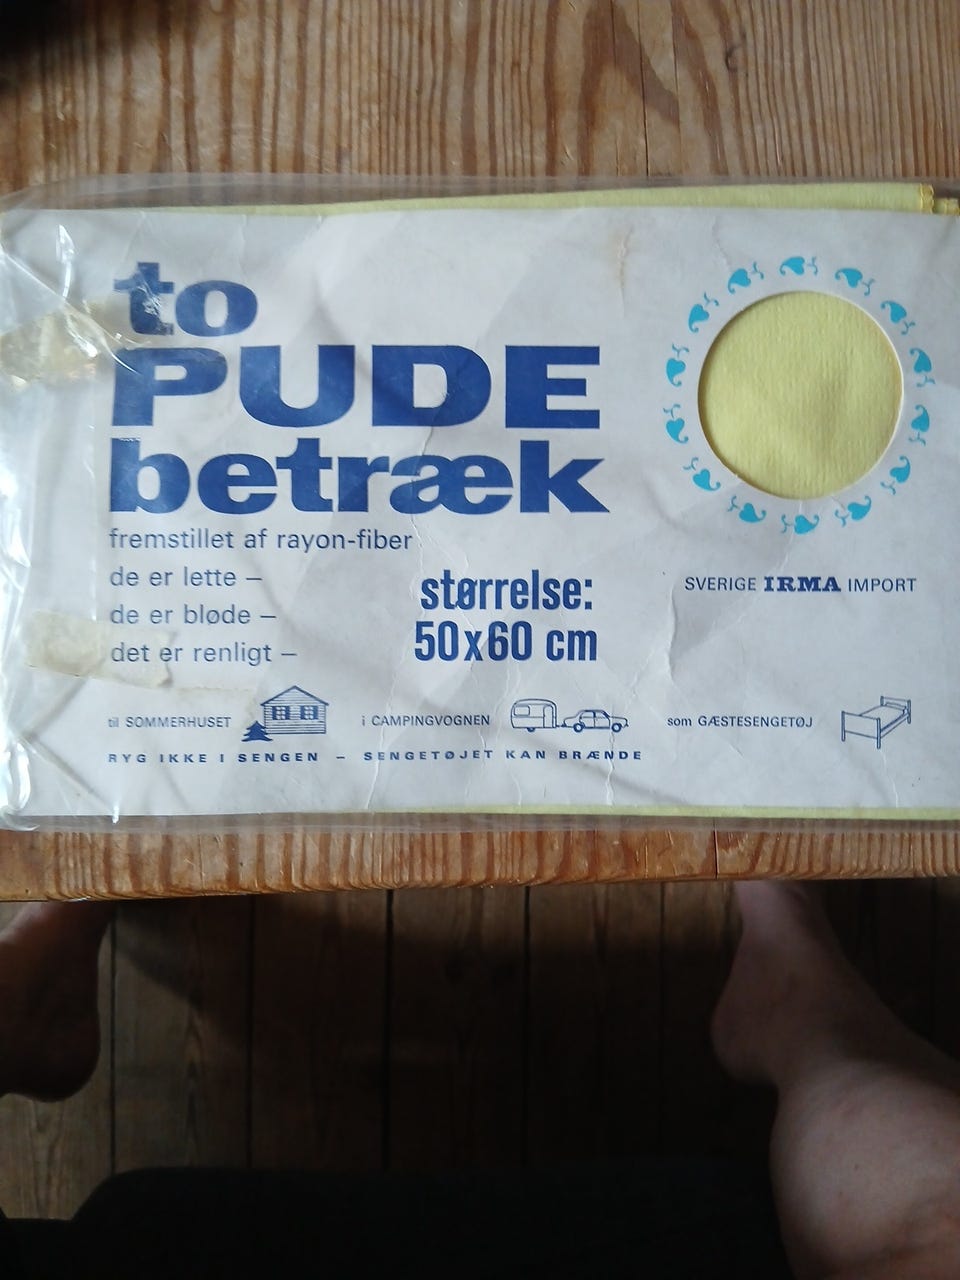 to
PUDE
betræk
fremstillet af rayon-fiber
de er lette –
de er bløde –
det er renligt –
størrelse:
50x60 cm
SVERIGE IRMA IMPORT
til SOMMERHUSET
i CAMPINGVOGNEN
som GÆSTESENGETØJ
RYG IKKE I SENGEN – SENGETØJET KAN BRÆNDE